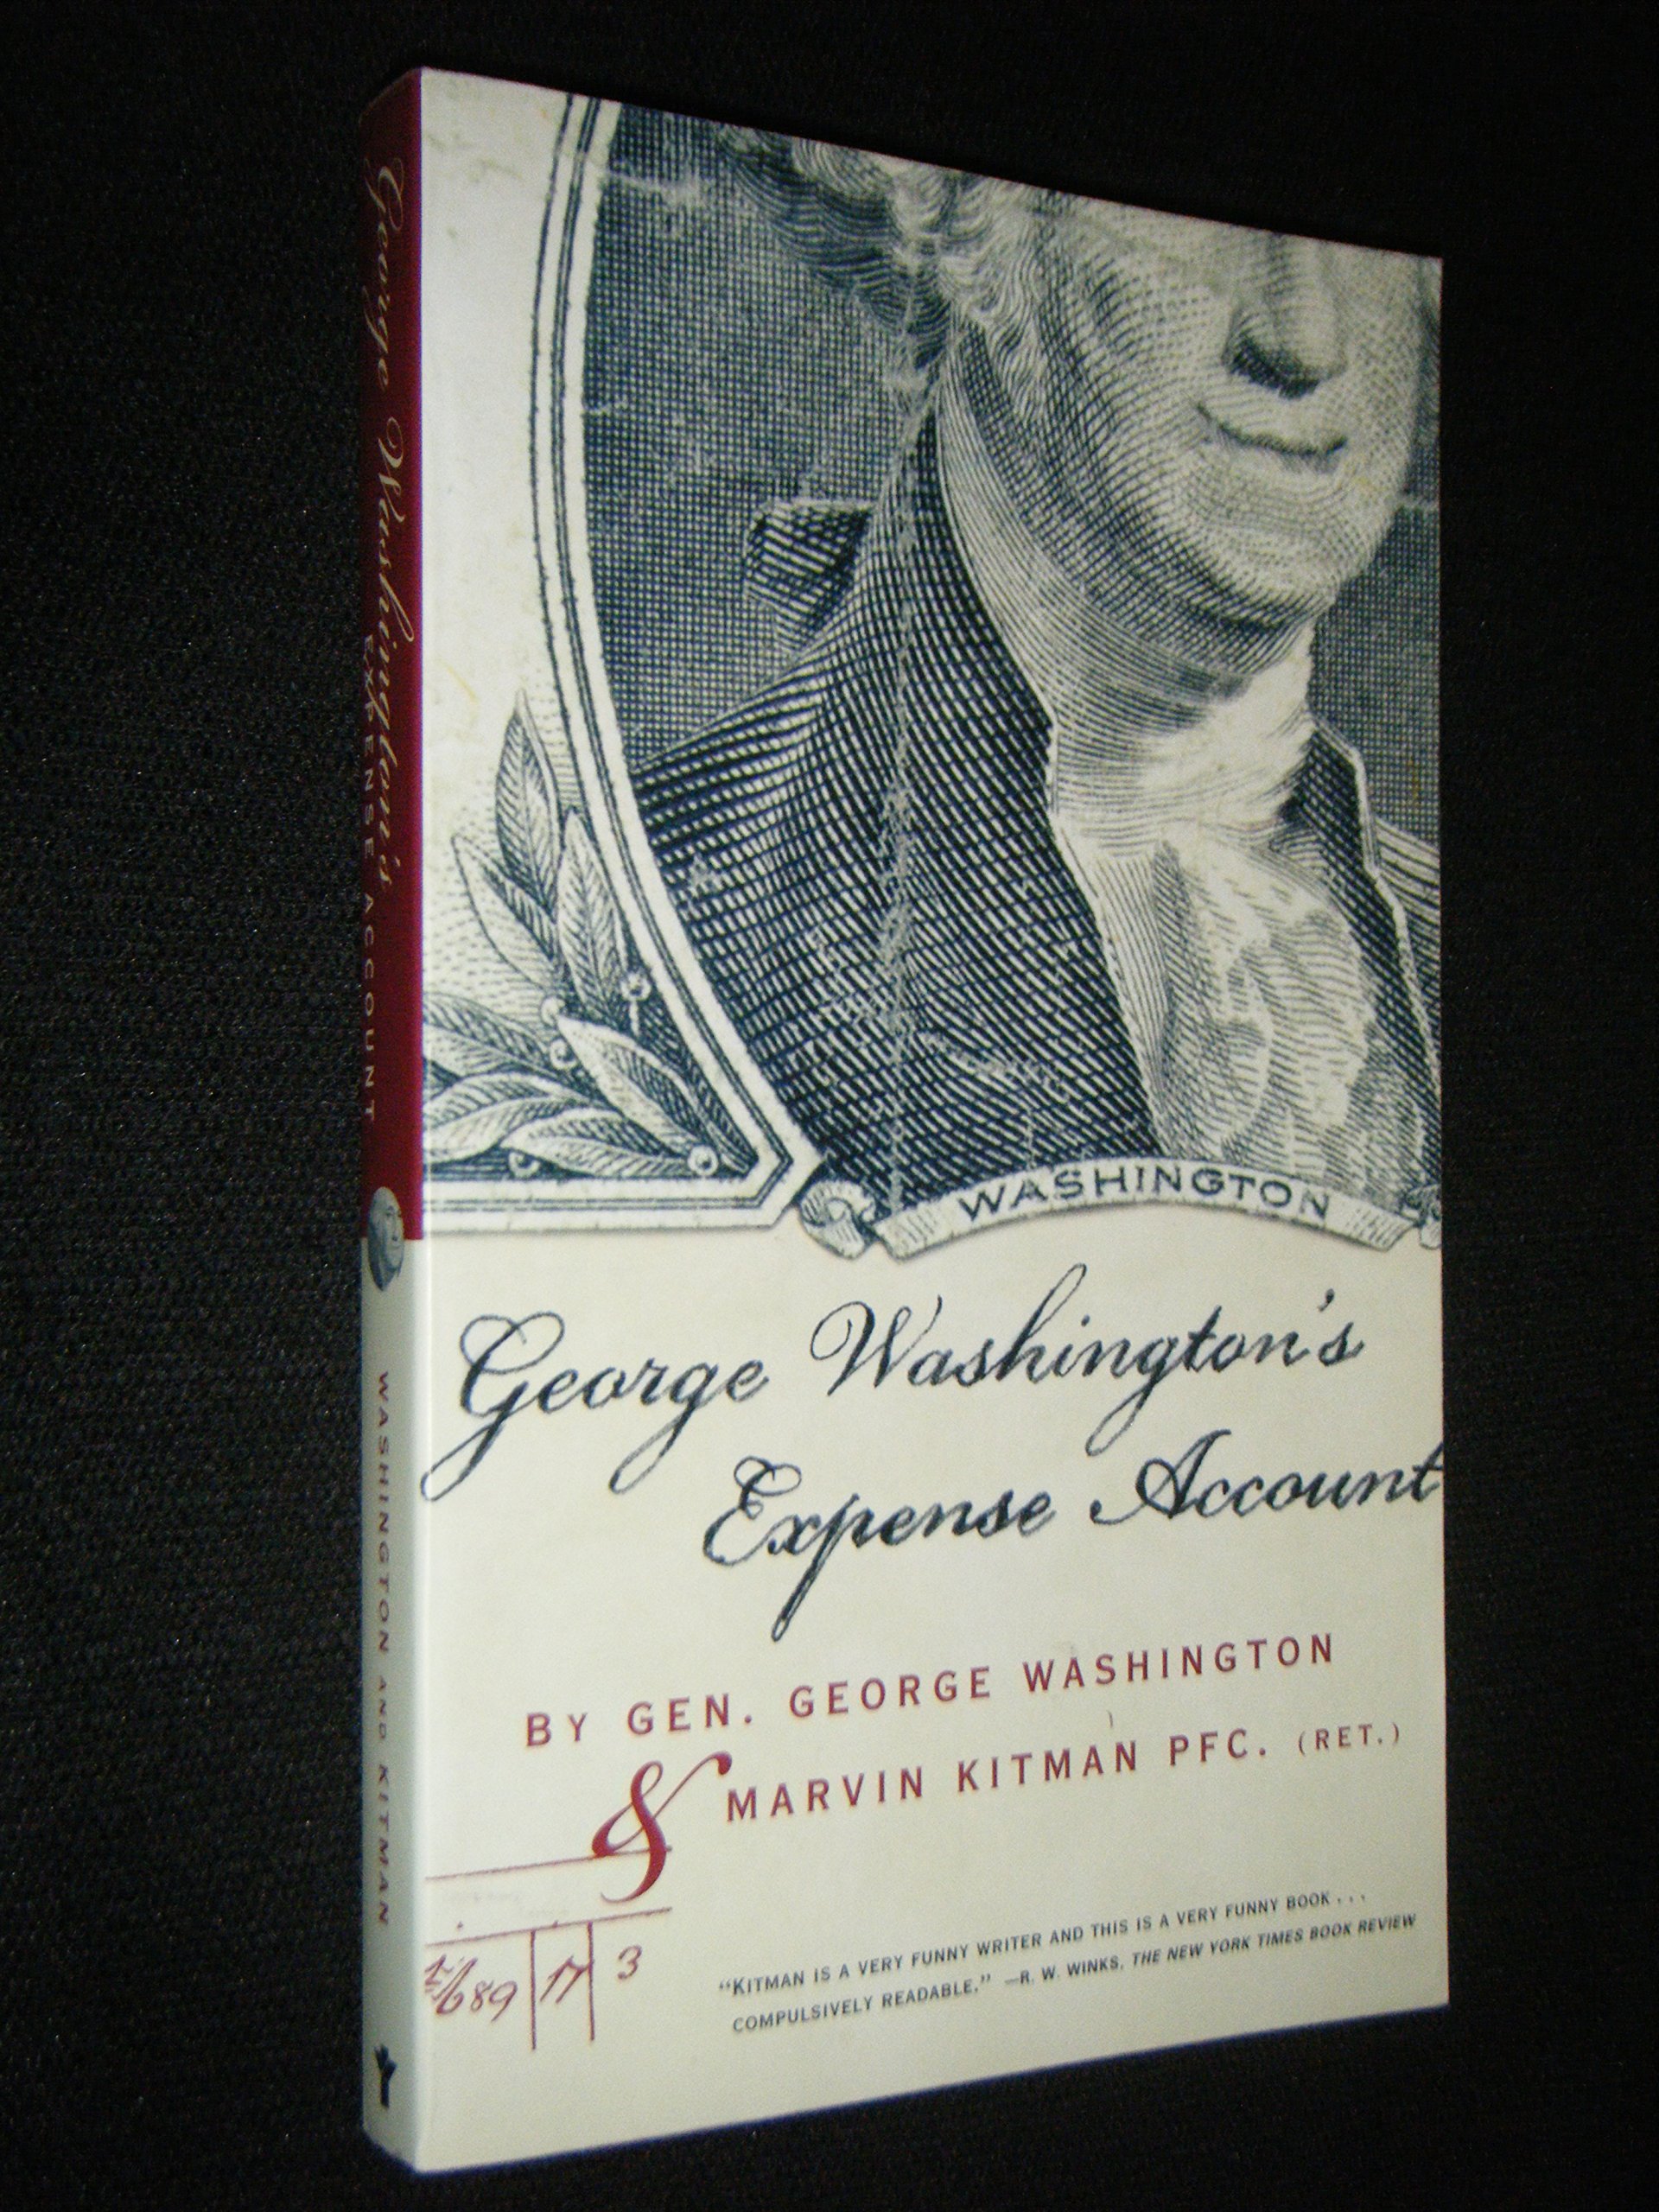 George Washington's
EXPENSE ACCOUNT
WASHINGTON AND KITMAN
WASHINGTON
George Washington's
Expense Account
BY GEN. GEORGE WASHINGTON
& MARVIN KITMAN PFC. (RET.)
"KITMAN IS A VERY FUNNY WRITER AND THIS IS A VERY FUNNY BOOK . . .
COMPULSIVELY READABLE." —R. W. WINKS, THE NEW YORK TIMES BOOK REVIEW
689 17 3